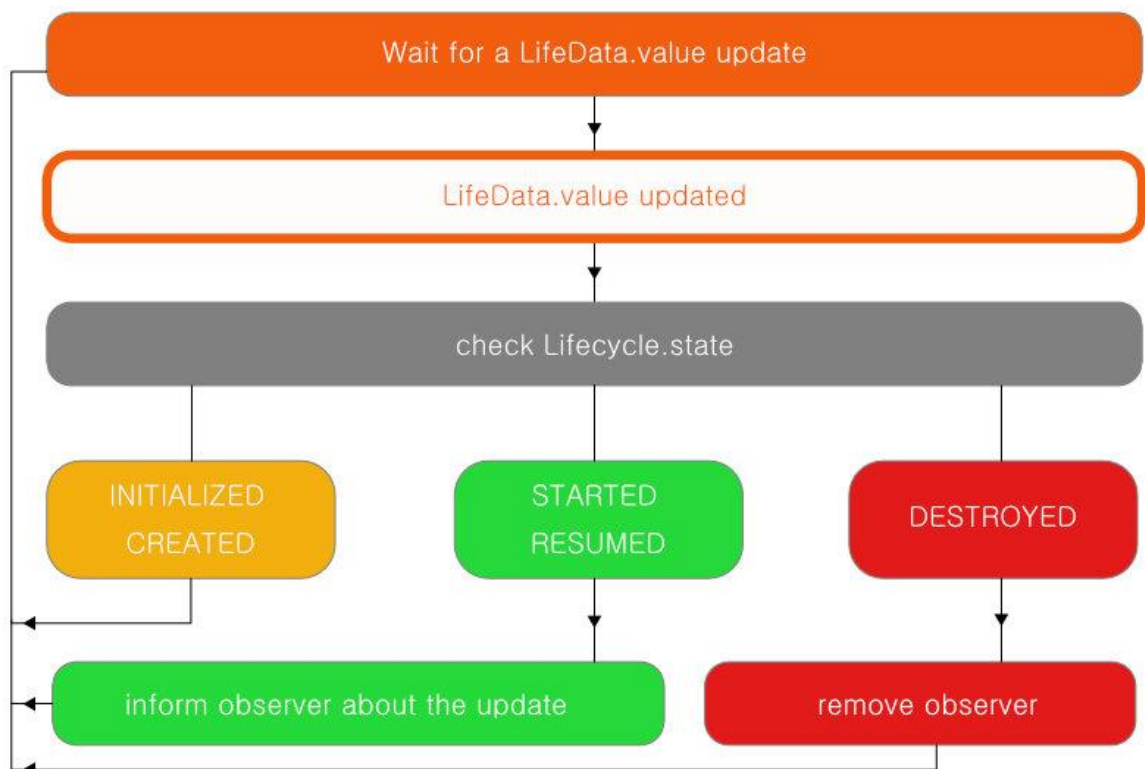 Wait for a LifeData.value update
LifeData.value updated
check Lifecycle.state
INITIALIZED
CREATED
STARTED
RESUMED
DESTROYED
inform observer about the update
remove observer